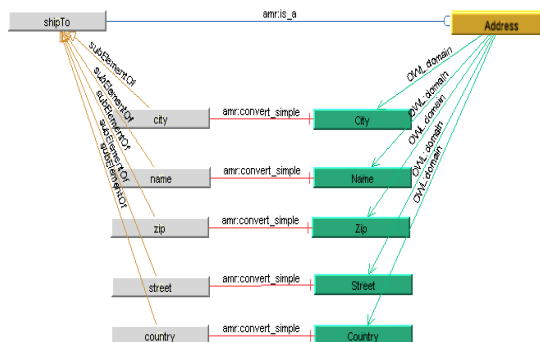 amr:is_a
shipTo
Address
subElementOf
subElementOf
subElementOf
subElementOf
subElementOf
OWL:domain
OWL:domain
OWL:domain
OWL:domain
OWL:domain
city amr:convert_simple City
name amr:convert_simple Name
zip amr:convert_simple Zip
street amr:convert_simple Street
country amr:convert_simple Country